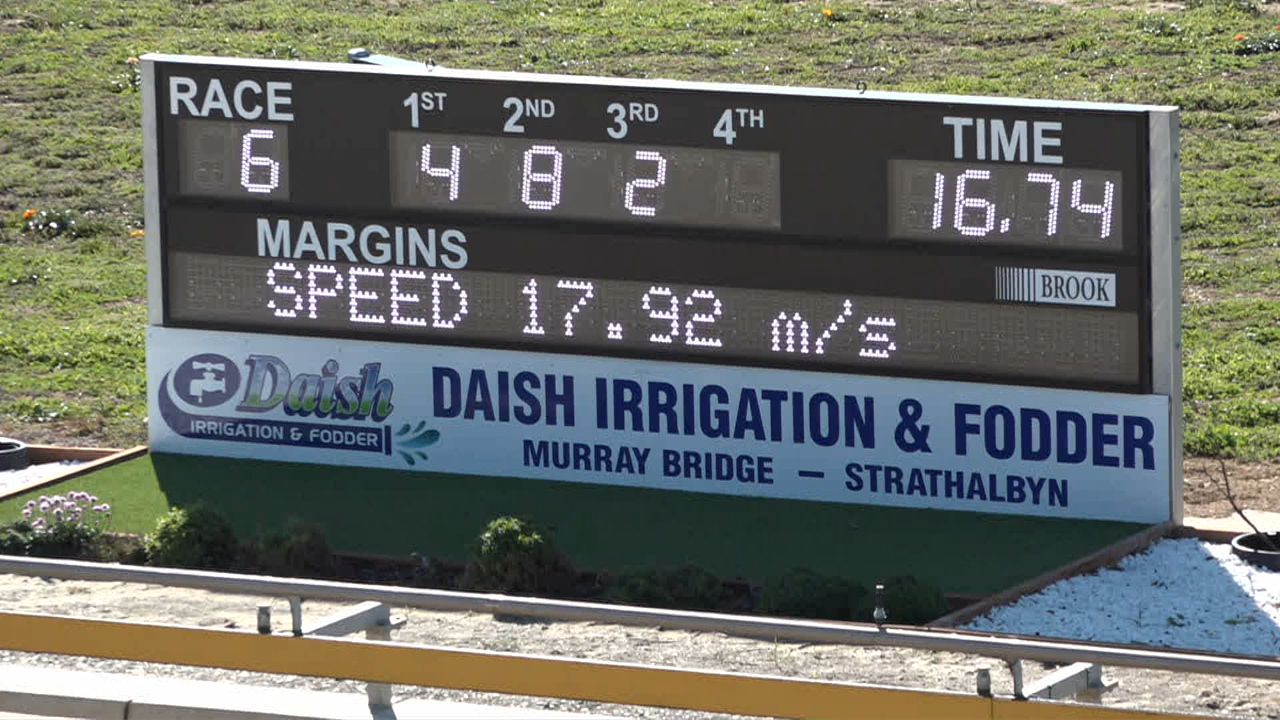 RACE 1ST 2ND 3RD 4TH TIME
6 4 8 2 16.74
MARGINS
BROOK
SPEED 17.92 m/s
Daish
IRRIGATION & FODDER
DAISH IRRIGATION & FODDER
MURRAY BRIDGE — STRATHALBYN